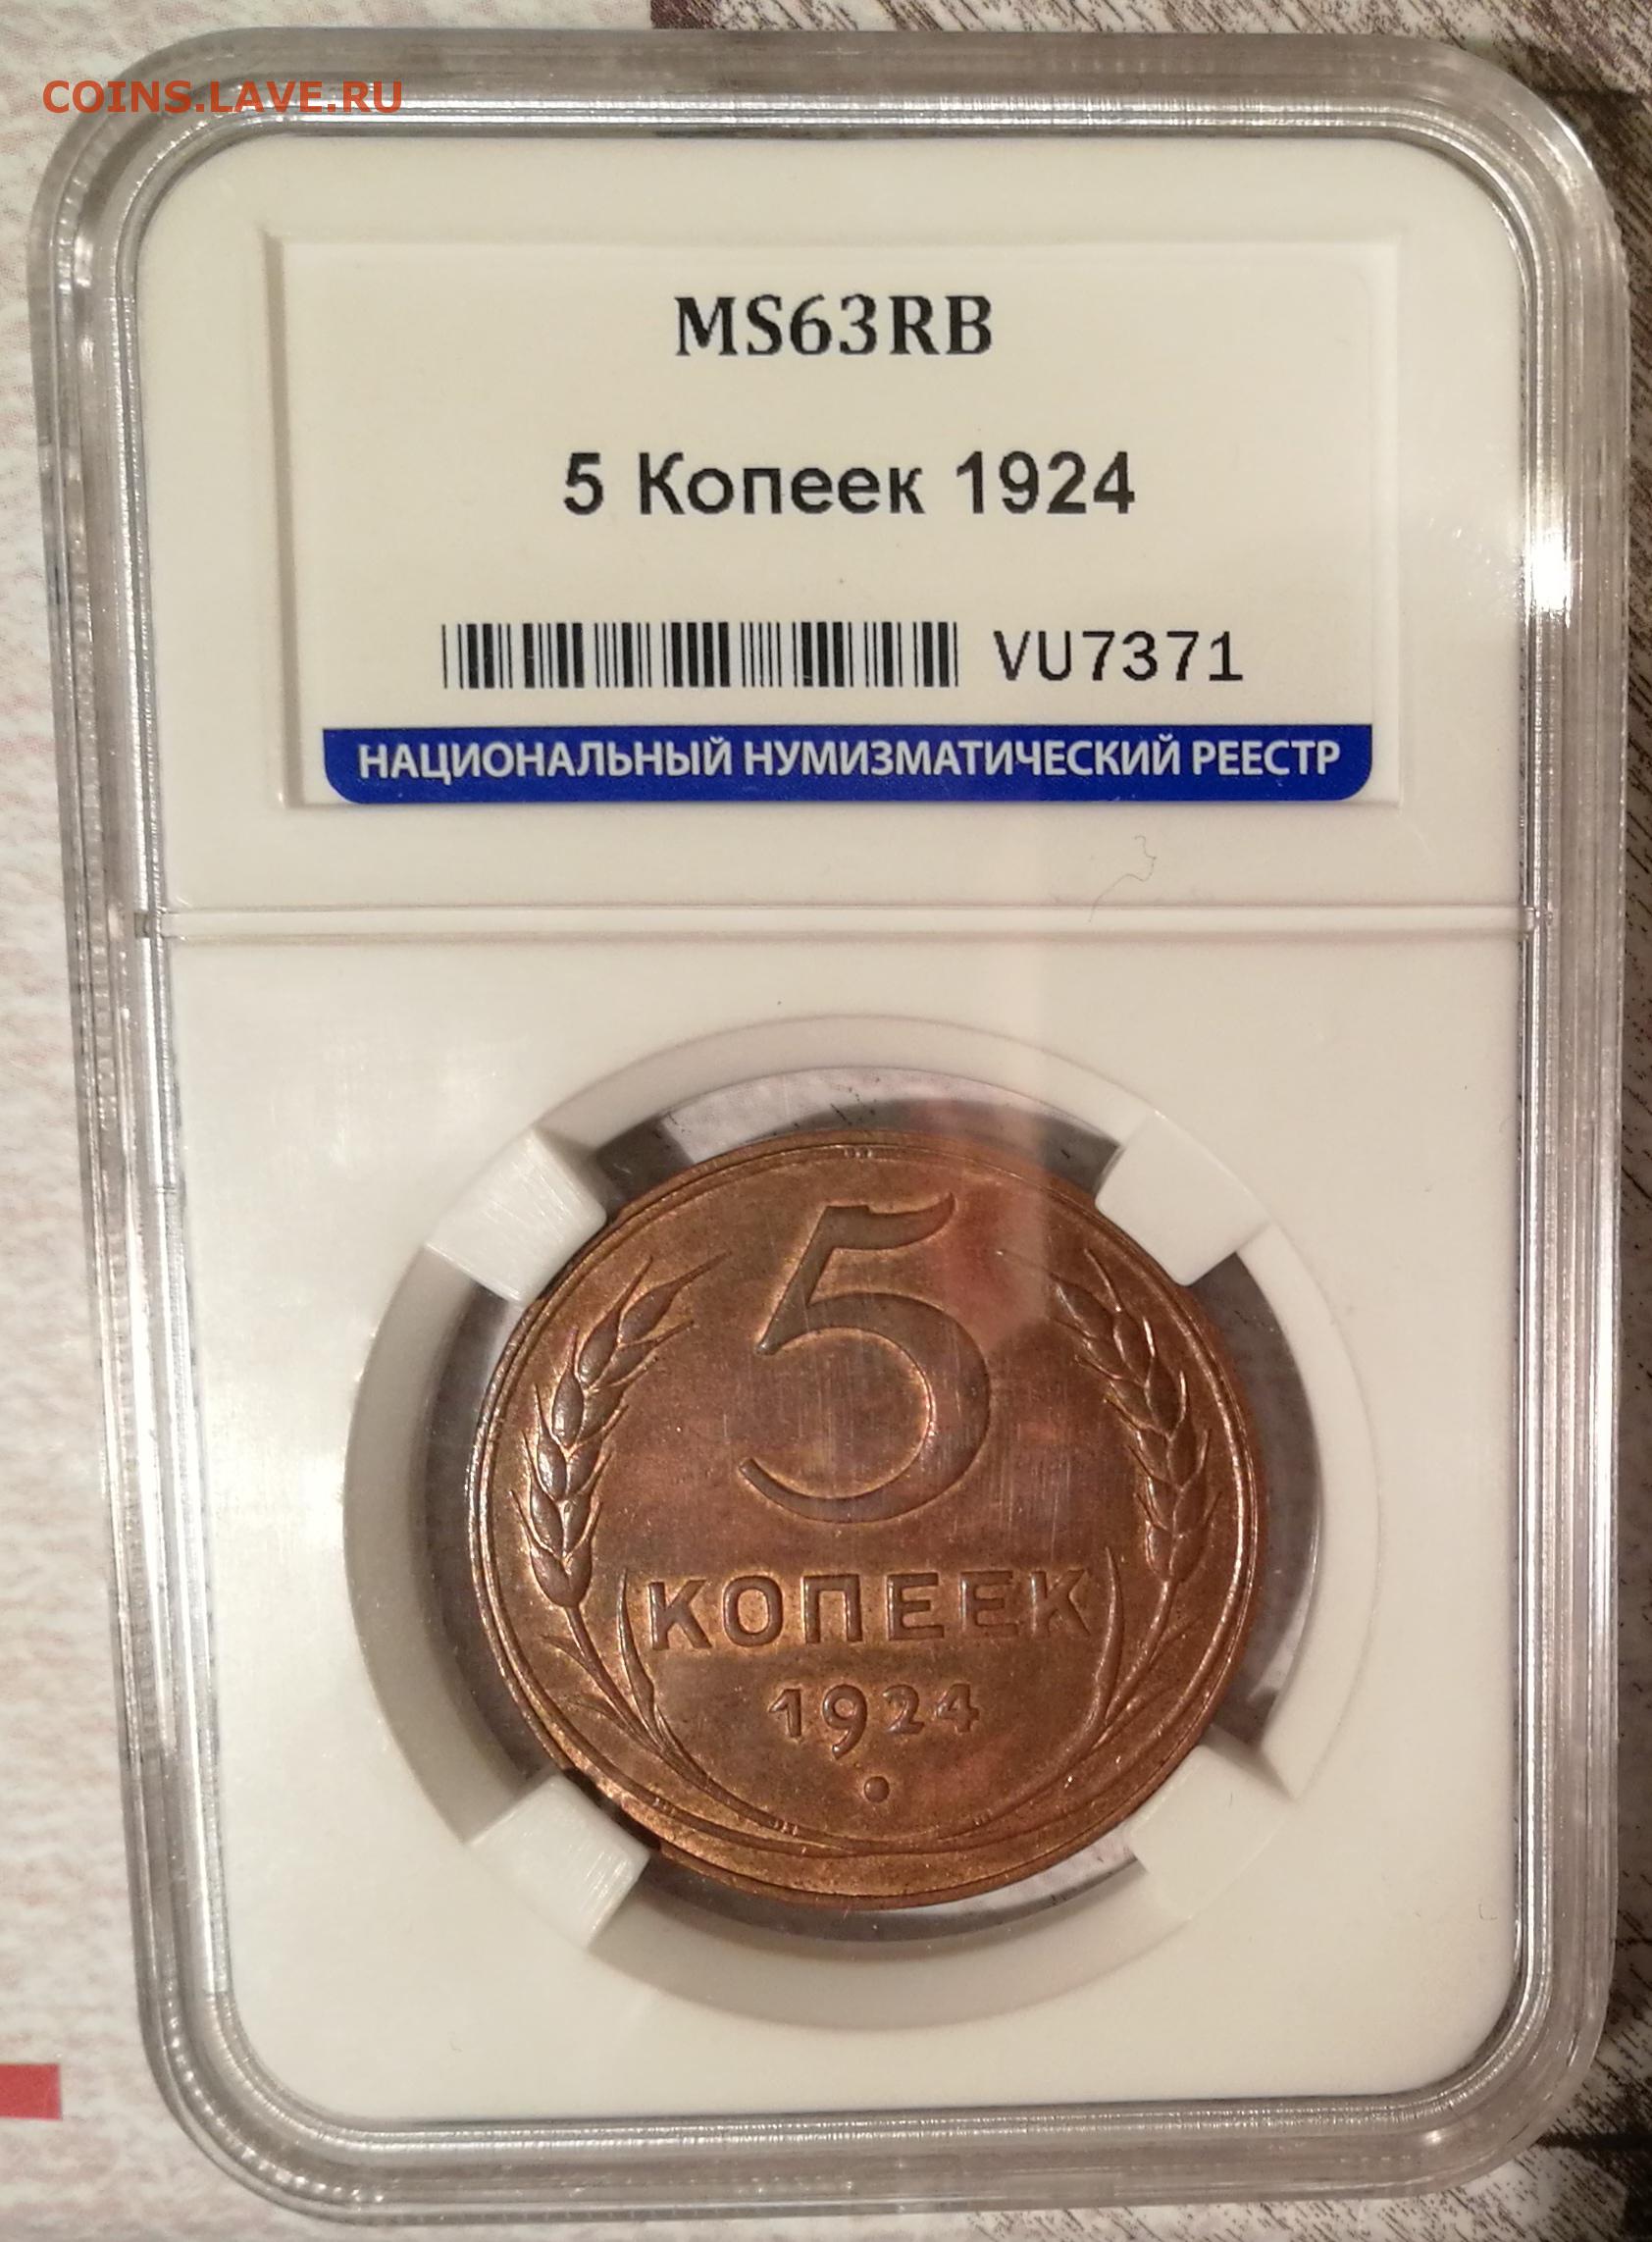 COINS.LAVE.RU
MS63RB
5 Копеек 1924
VU7371
НАЦИОНАЛЬНЫЙ НУМИЗМАТИЧЕСКИЙ РЕЕСТР
5
КОПЕЕК
1924